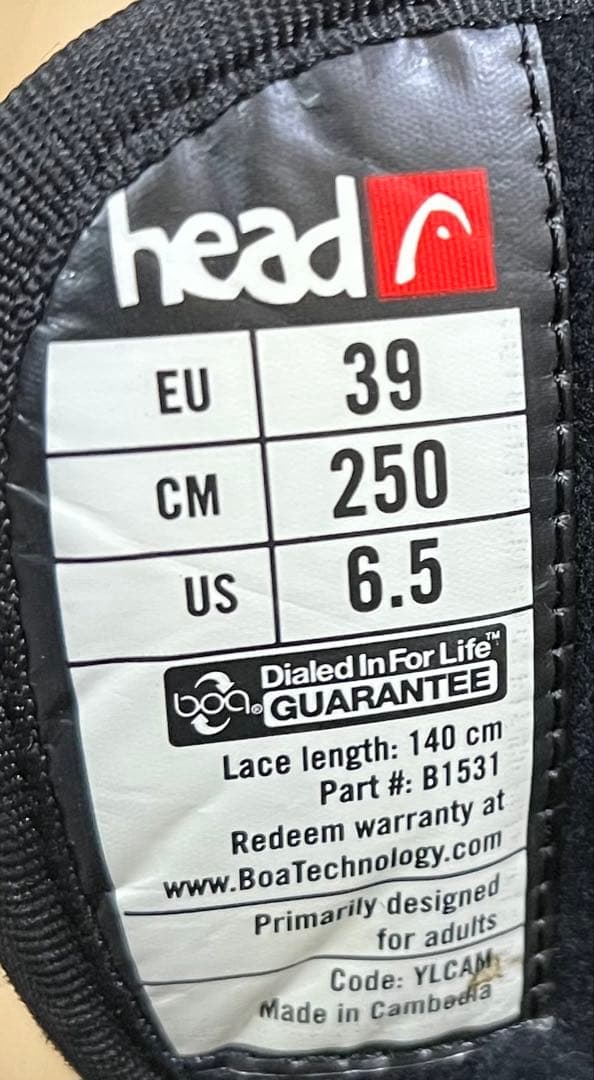 head
EU 39
CM 250
US 6.5
boa® Dialed In For Life™
GUARANTEE
Lace length: 140 cm
Part #: B1531
Redeem warranty at
www.BoaTechnology.com
Primarily designed
for adults
Code: YLCAM
Made in Cambodia